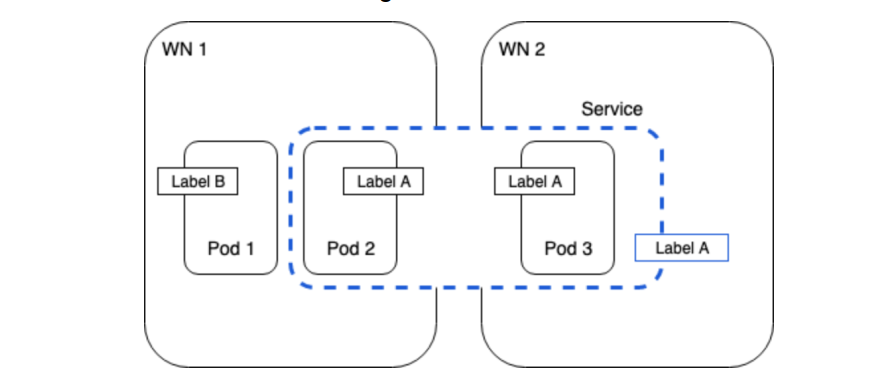 WN 1
WN 2
Service
Label B
Label A
Label A
Pod 1
Pod 2
Pod 3
Label A